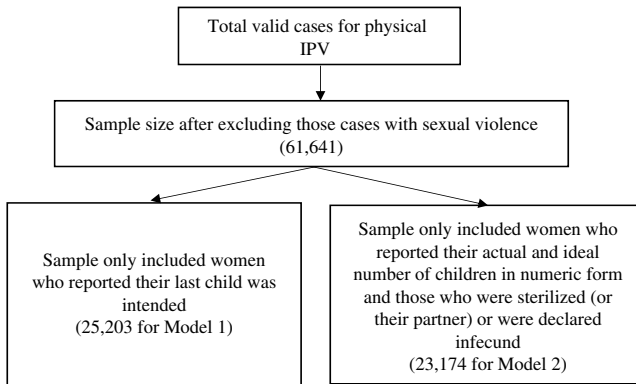 Total valid cases for physical
IPV
Sample size after excluding those cases with sexual violence
(61,641)
Sample only included women
who reported their last child was
intended
(25,203 for Model 1)
Sample only included women who
reported their actual and ideal
number of children in numeric form
and those who were sterilized (or
their partner) or were declared
infecund
(23,174 for Model 2)